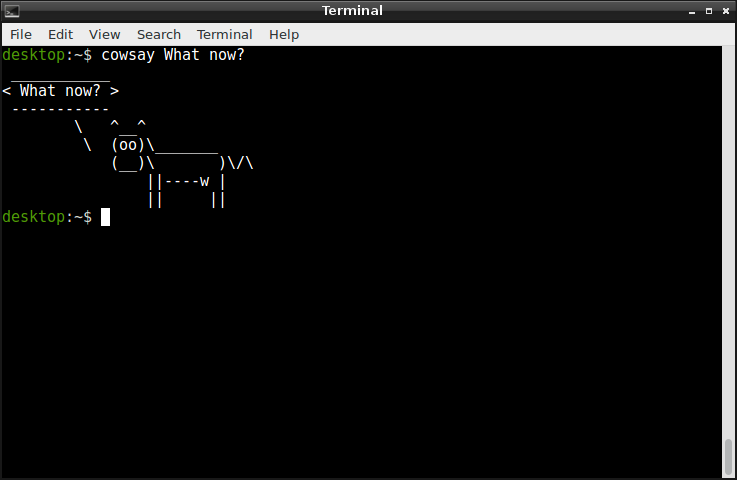 Terminal
File Edit View Search Terminal Help
desktop:~$ cowsay What now?
 ___________
< What now? >
 -----------
        \   ^__^
         \  (oo)\_______
            (__)\       )\/\
                ||----w |
                ||     ||
desktop:~$